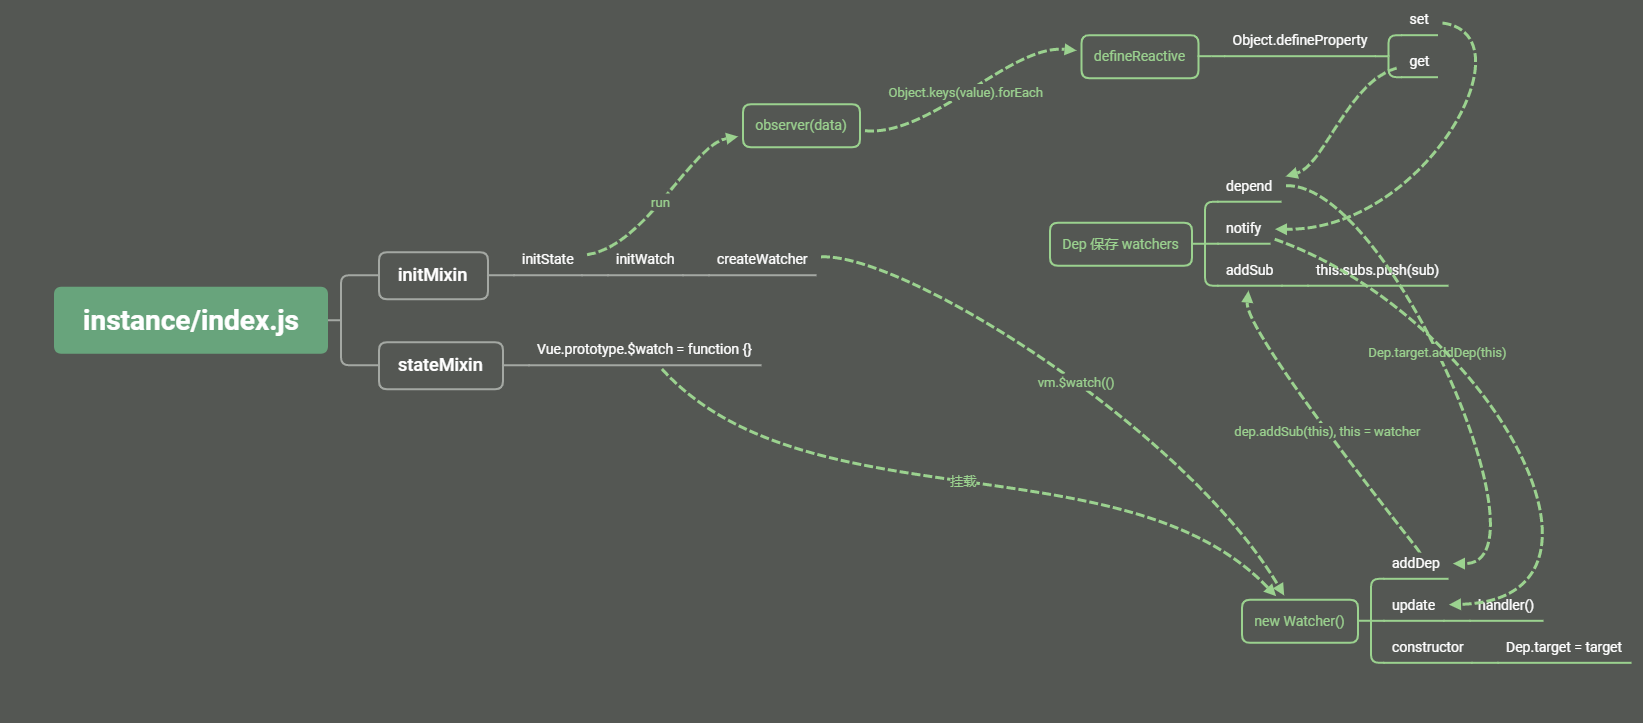 set
Object.defineProperty
defineReactive
get
Object.keys(value).forEach
observer(data)
depend
run
notify
Dep 保存 watchers
initState
initWatch
createWatcher
addSub
this.subs.push(sub)
initMixin
instance/index.js
Vue.prototype.$watch = function {}
stateMixin
Dep.target.addDep(this)
vm.$watch(()
dep.addSub(this), this = watcher
挂载
addDep
update
handler()
new Watcher()
constructor
Dep.target = target